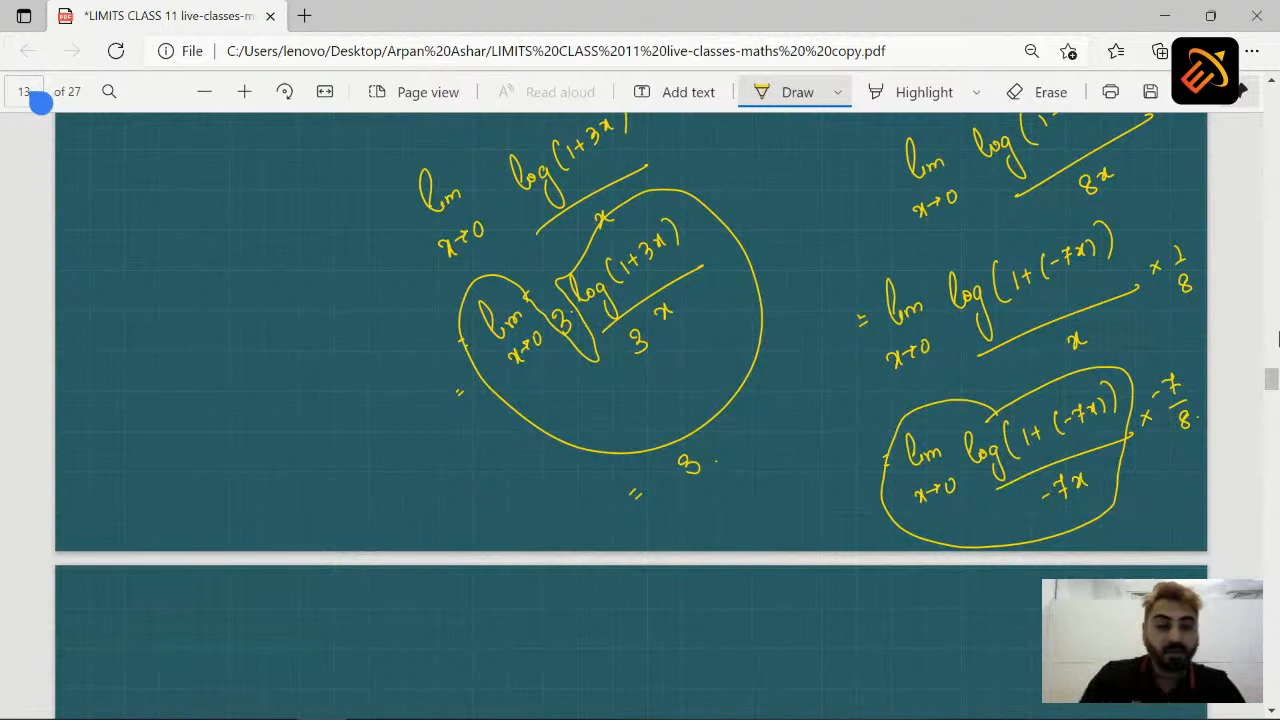 *LIMITS CLASS 11 live-classes-m
File C:/Users/lenovo/Desktop/Arpan%20Ashar/LIMITS%20CLASS%2011%20live-classes-maths%20%20copy.pdf
13 of 27 Page view Read aloud Add text Draw Highlight Erase
lim x→0 log(1+3x) / x
= lim x→0 3. log(1+3x) / 3x
=
= 3.
lim x→0 log(1- / 8x
= lim x→0 log(1+(-7x)) / x × 1/8
= lim x→0 log(1+(-7x)) / -7x × -7/8.